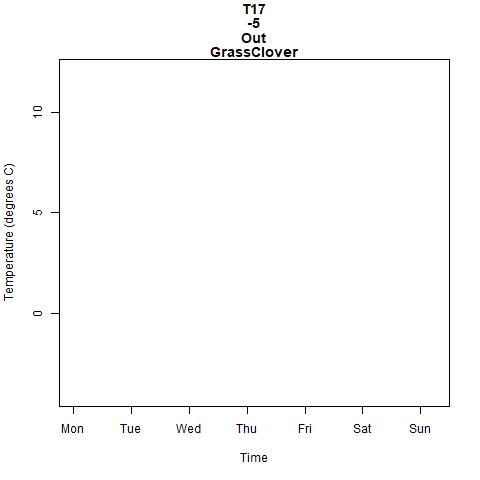 T17
-5
Out
GrassClover
Temperature (degrees C)
10
5
0
Mon Tue Wed Thu Fri Sat Sun
Time